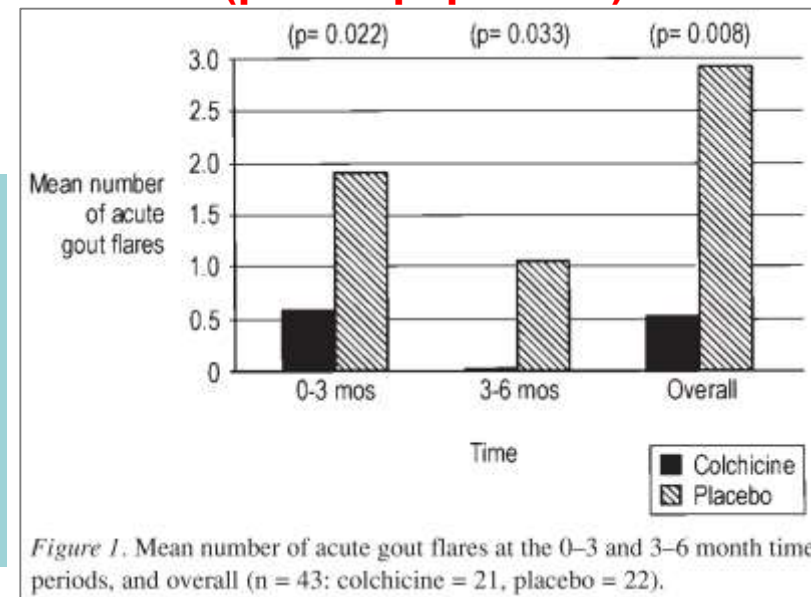 (p= 0.022) (p= 0.033) (p= 0.008)
3.0
2.5
2.0
1.5
1.0
0.5
0
Mean number
of acute
gout flares
0-3 mos 3-6 mos Overall
Time
Colchicine
Placebo
Figure 1. Mean number of acute gout flares at the 0–3 and 3–6 month time
periods, and overall (n = 43: colchicine = 21, placebo = 22).